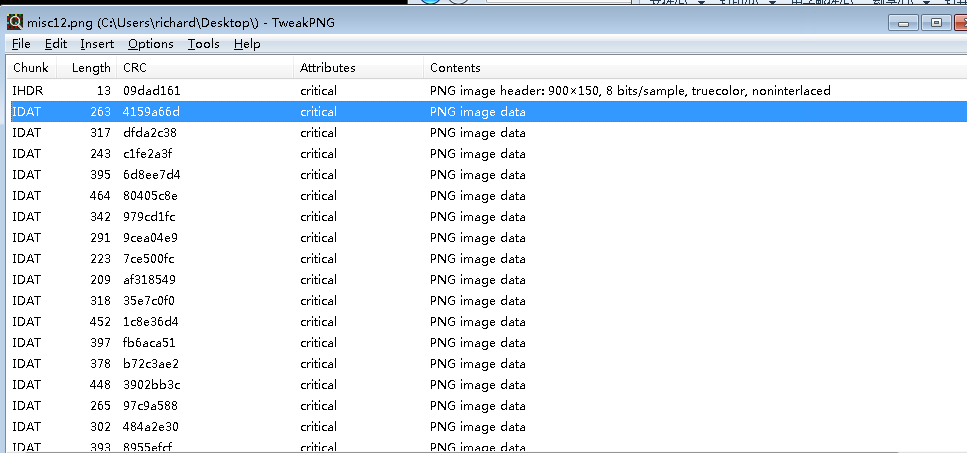 misc12.png (C:\Users\richard\Desktop\) - TweakPNG
File Edit Insert Options Tools Help
Chunk Length CRC Attributes Contents
IHDR 13 09dad161 critical PNG image header: 900×150, 8 bits/sample, truecolor, noninterlaced
IDAT 263 4159a66d critical PNG image data
IDAT 317 dfda2c38 critical PNG image data
IDAT 243 c1fe2a3f critical PNG image data
IDAT 395 6d8ee7d4 critical PNG image data
IDAT 464 80405c8e critical PNG image data
IDAT 342 979cd1fc critical PNG image data
IDAT 291 9cea04e9 critical PNG image data
IDAT 223 7ce500fc critical PNG image data
IDAT 209 af318549 critical PNG image data
IDAT 318 35e7c0f0 critical PNG image data
IDAT 452 1c8e36d4 critical PNG image data
IDAT 397 fb6aca51 critical PNG image data
IDAT 378 b72c3ae2 critical PNG image data
IDAT 448 3902bb3c critical PNG image data
IDAT 265 97c9a588 critical PNG image data
IDAT 302 484a2e30 critical PNG image data
IDAT 393 8955efcf critical PNG image data